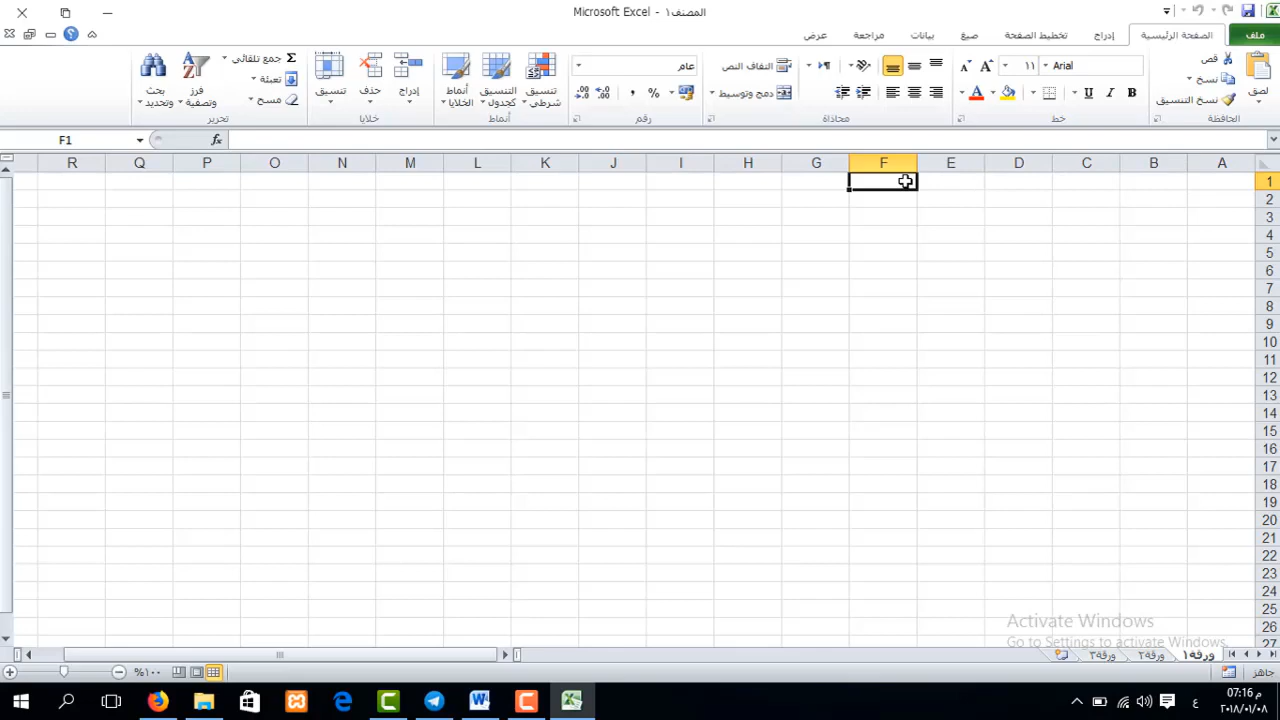 المصنف١ - Microsoft Excel
ملف
الصفحة الرئيسية
إدراج
تخطيط الصفحة
صيغ
بيانات
مراجعة
عرض
لصق
قص
نسخ
نسخ التنسيق
الحافظة
Arial
١١
خط
التفاف النص
دمج وتوسيط
محاذاة
عام
رقم
تنسيق شرطي
التنسيق كجدول
أنماط الخلايا
أنماط
إدراج
حذف
تنسيق
خلايا
جمع تلقائي
تعبئة
مسح
فرز وتصفية
بحث وتحديد
تحرير
F1
fx
A B C D E F G H I J K L M N O P Q R
1
2
3
4
5
6
7
8
9
10
11
12
13
14
15
16
17
18
19
20
21
22
23
24
25
26
27
Activate Windows
Go to Settings to activate Windows.
ورقة١
ورقة٢
ورقة٣
جاهز
%١٠٠
07:16 م
٢٠١٨/٠١/٠٨
ع